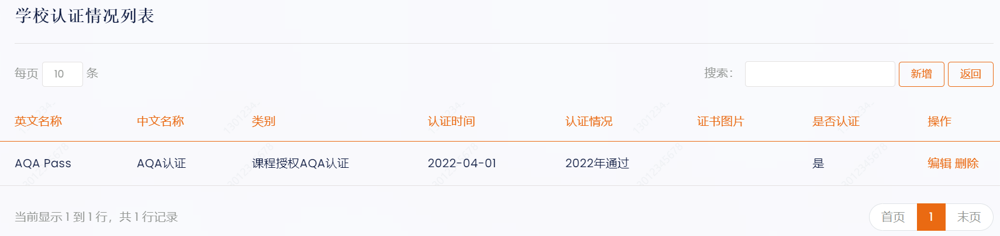 学校认证情况列表
每页 10 条 搜索： 新增 返回
英文名称 中文名称 类别 认证时间 认证情况 证书图片 是否认证 操作
AQA Pass AQA认证 课程授权AQA认证 2022-04-01 2022年通过 是 编辑 删除
当前显示 1 到 1 行，共 1 行记录 首页 1 末页